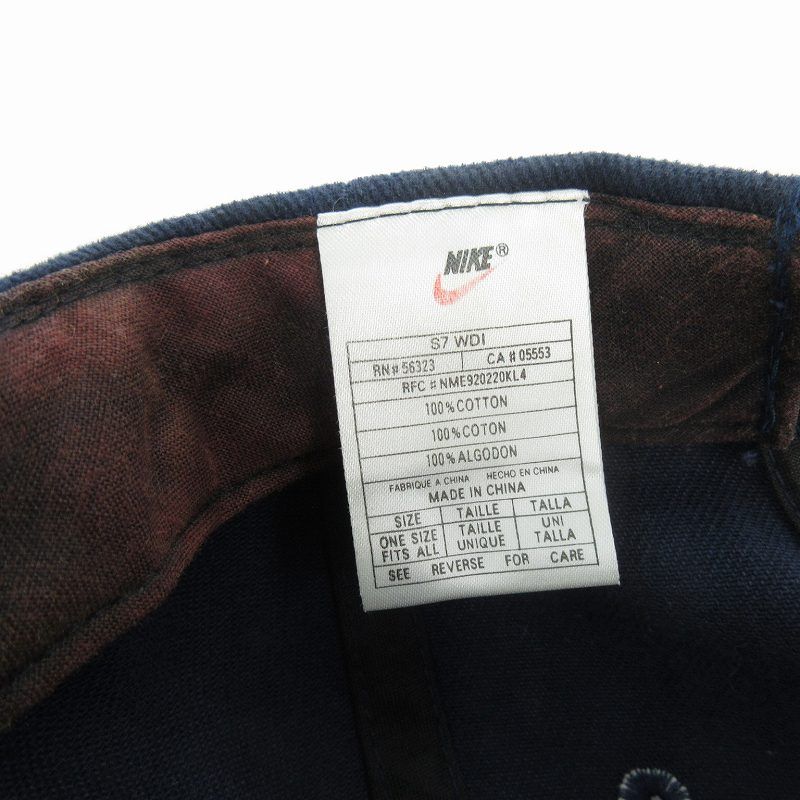 NIKE®
S7 WDI
RN# 56323 CA # 05553
RFC # NME920220KL4
100% COTTON
100% COTON
100% ALGODON
FABRIQUE A CHINA HECHO EN CHINA
MADE IN CHINA
SIZE TAILLE TALLA
ONE SIZE FITS ALL
TAILLE UNIQUE
UNI TALLA
SEE REVERSE FOR CARE